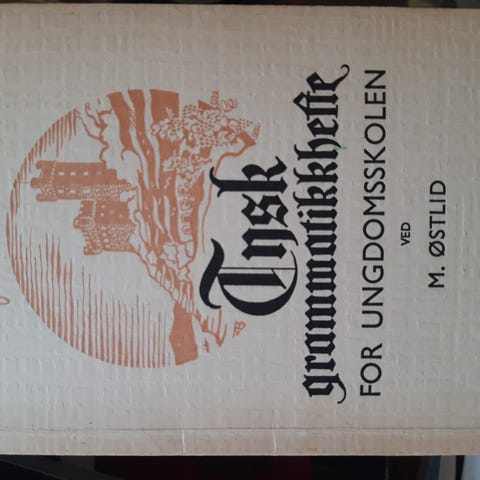 Tysk
grammatikkhefte
FOR UNGDOMSSKOLEN
VED
M. ØSTLID